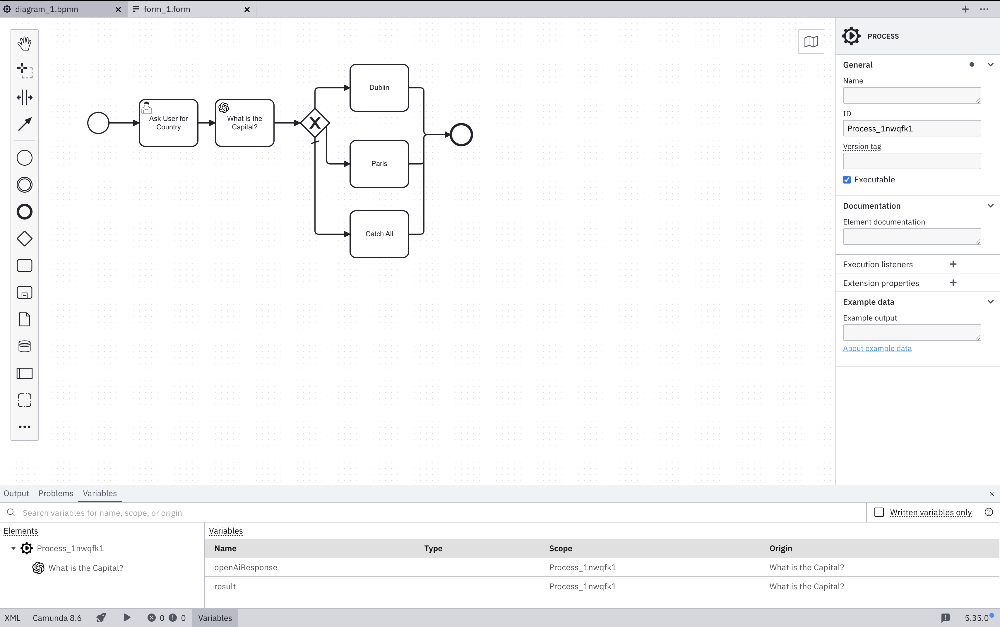 diagram_1.bpmn
form_1.form
PROCESS
General
Name
ID
Process_1nwqfk1
Version tag
Executable
Documentation
Element documentation
Execution listeners
Extension properties
Example data
Example output
About example data
Ask User for
Country
What is the
Capital?
X
Dublin
Paris
Catch All
Output Problems Variables
Search variables for name, scope, or origin
Written variables only
Elements
Process_1nwqfk1
What is the Capital?
Variables
Name Type Scope Origin
openAiResponse Process_1nwqfk1 What is the Capital?
result Process_1nwqfk1 What is the Capital?
XML Camunda 8.6 0 0 Variables 5.35.0